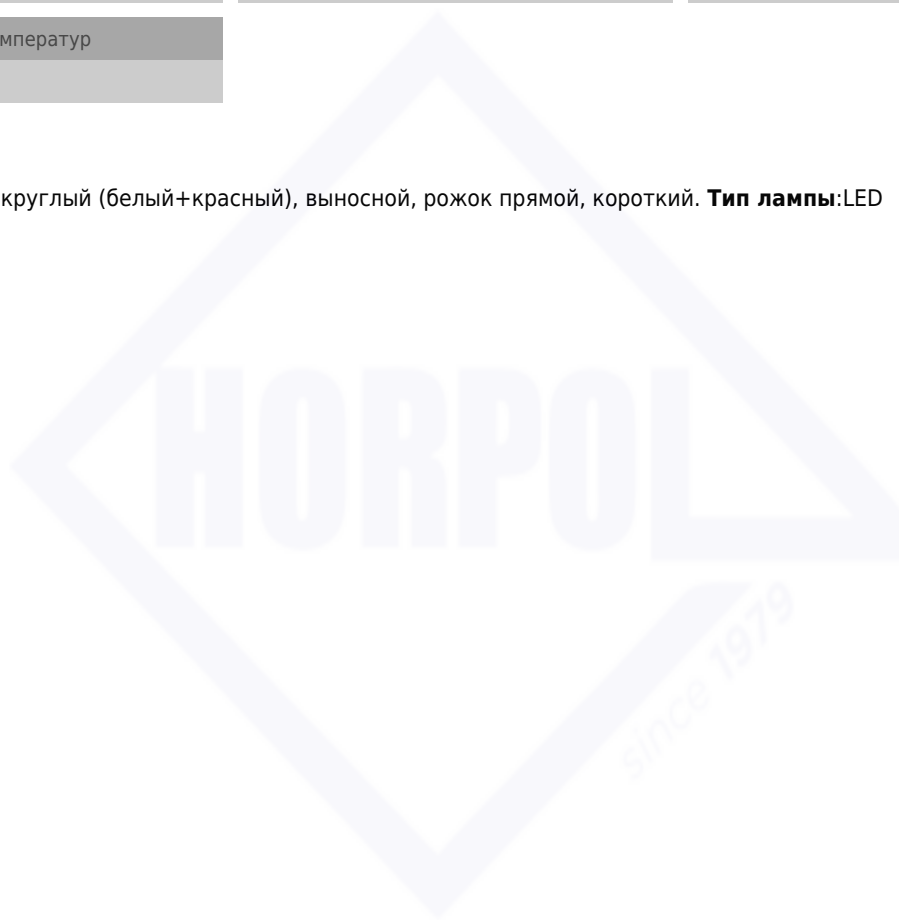 мператур
круглый (белый+красный), выносной, рожок прямой, короткий. Тип лампы:LED
HORPOL
since 1979